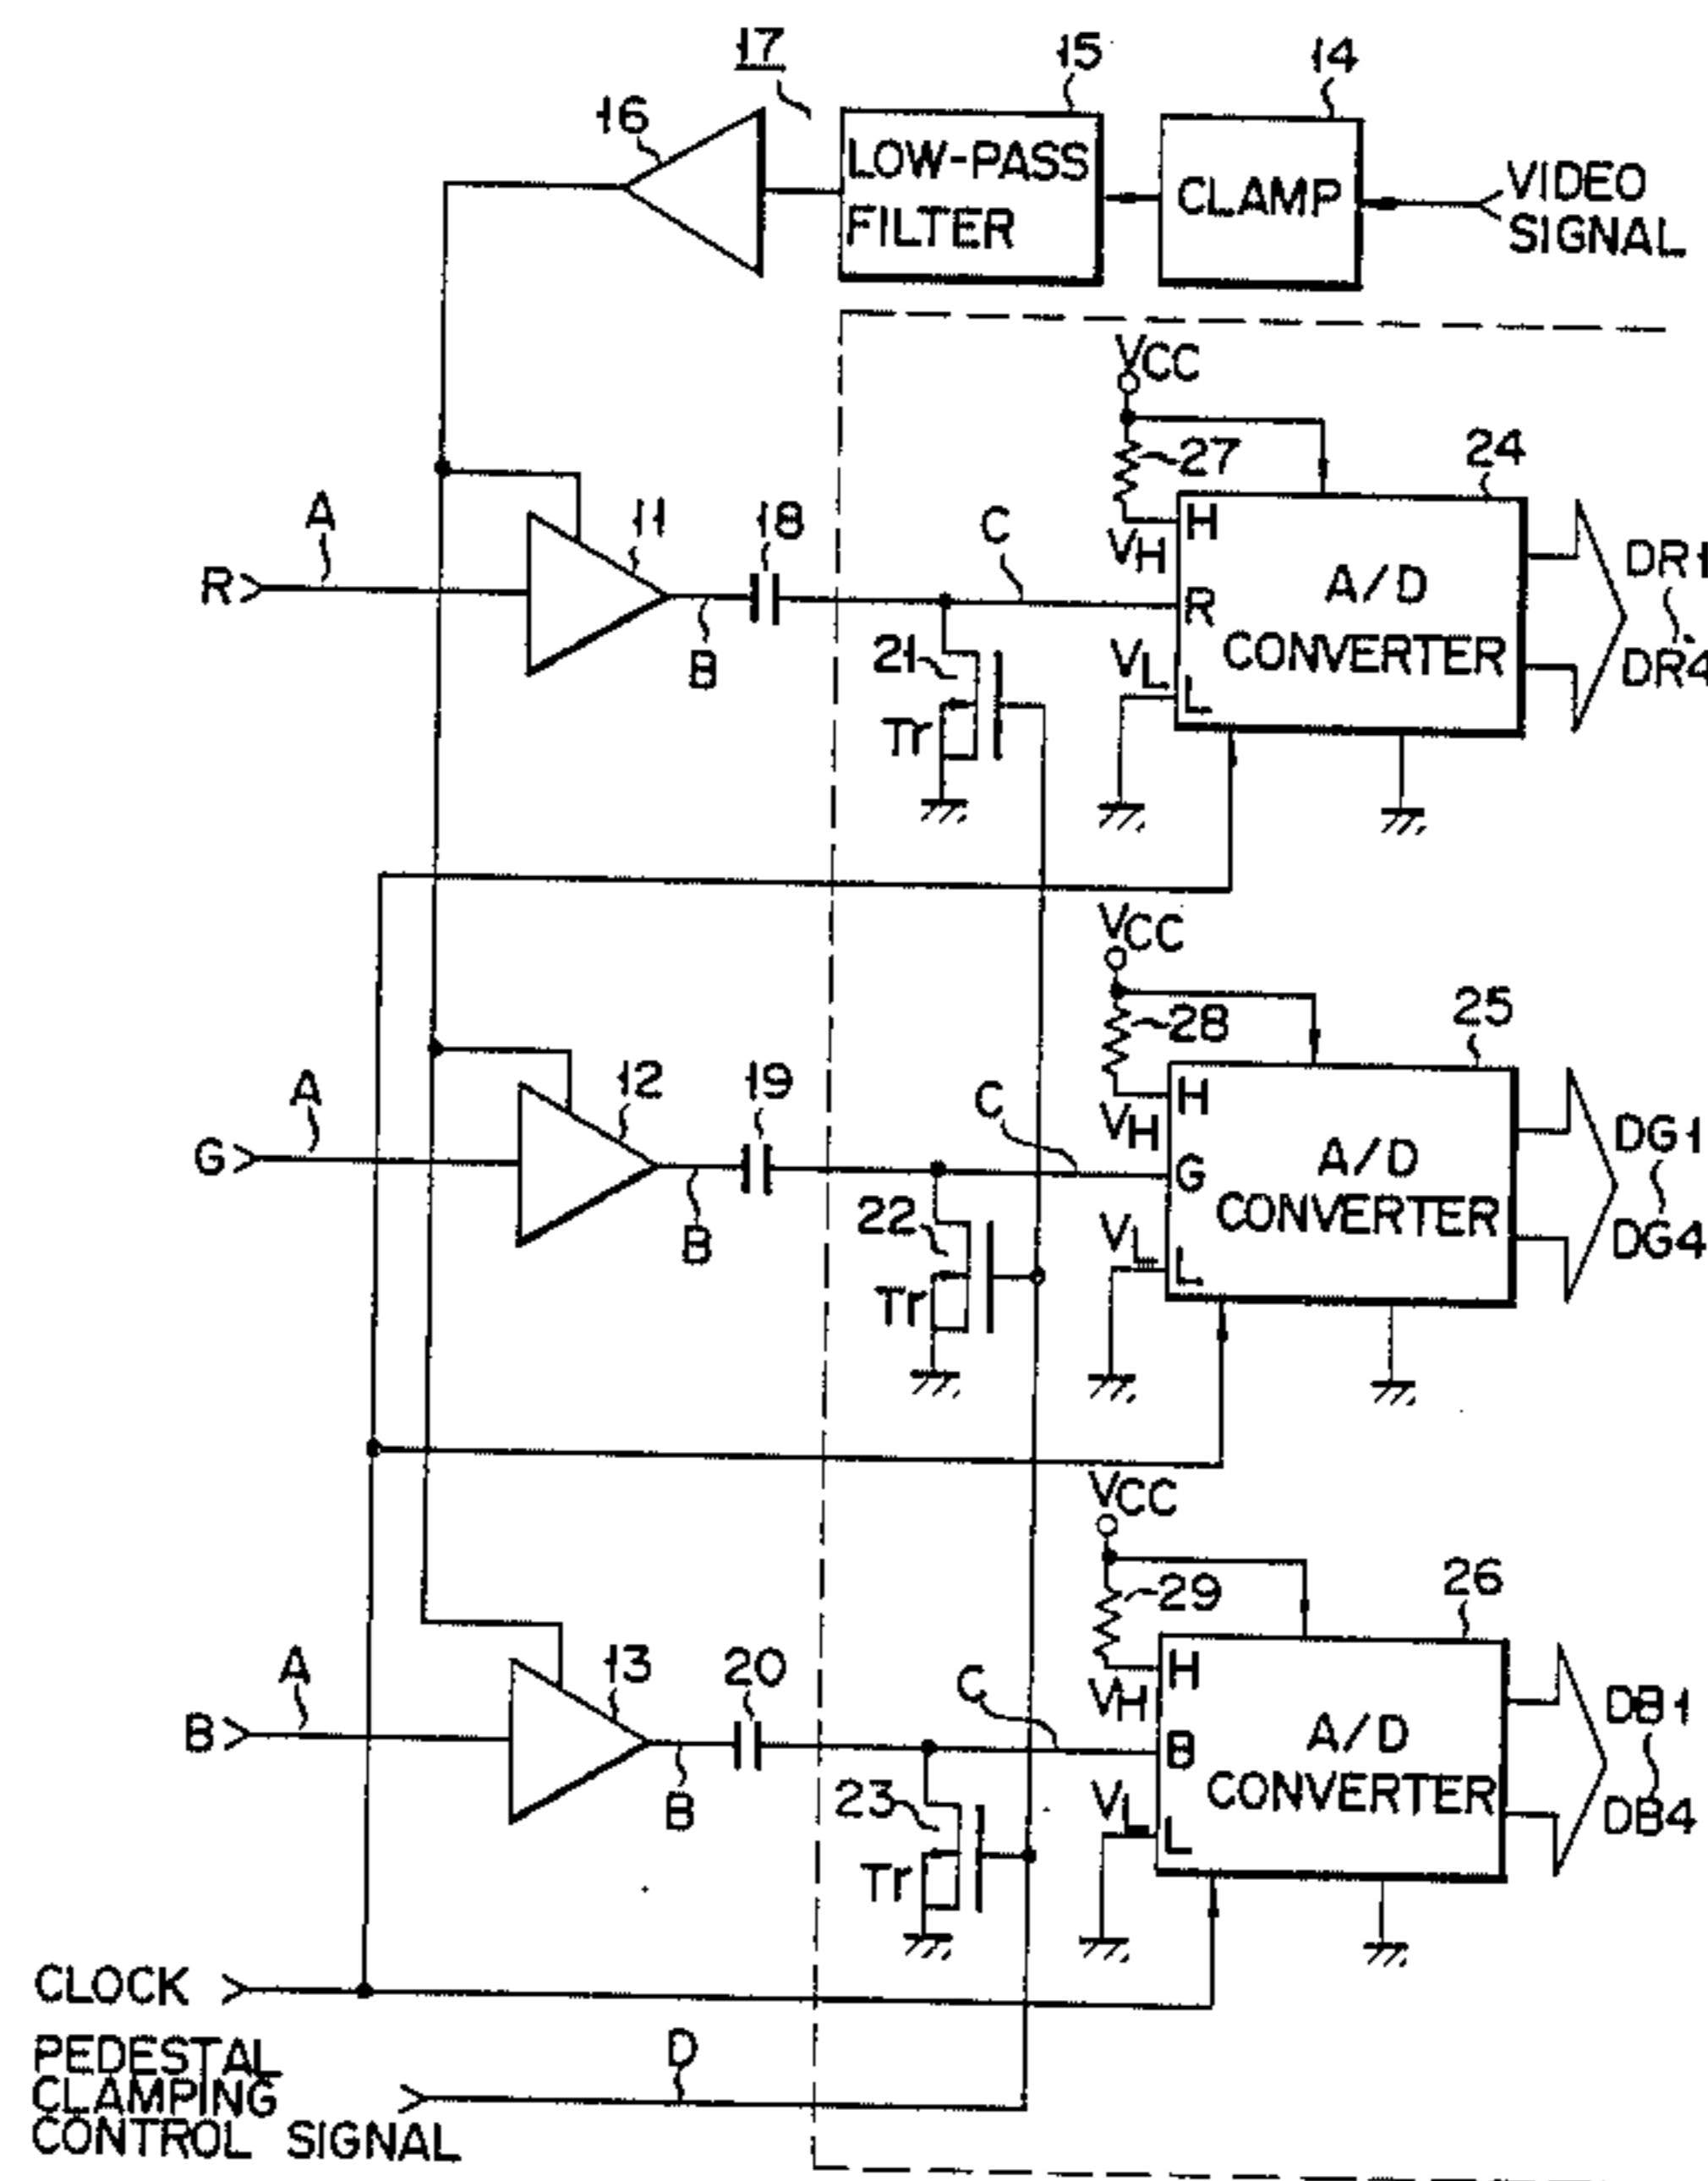 17
15
14
16
LOW-PASS
FILTER
CLAMP
VIDEO
SIGNAL
VCC
27
24
A
11
18
C
H
VH
R
R
A/D
CONVERTER
DR1
DR4
B
21
Tr
VL
L
VCC
28
25
A
12
19
C
H
VH
G
G
A/D
CONVERTER
DG1
DG4
B
22
Tr
VL
L
VCC
29
26
A
13
20
C
H
VH
B
B
A/D
CONVERTER
DB1
DB4
B
23
Tr
VL
L
CLOCK
D
PEDESTAL
CLAMPING
CONTROL SIGNAL